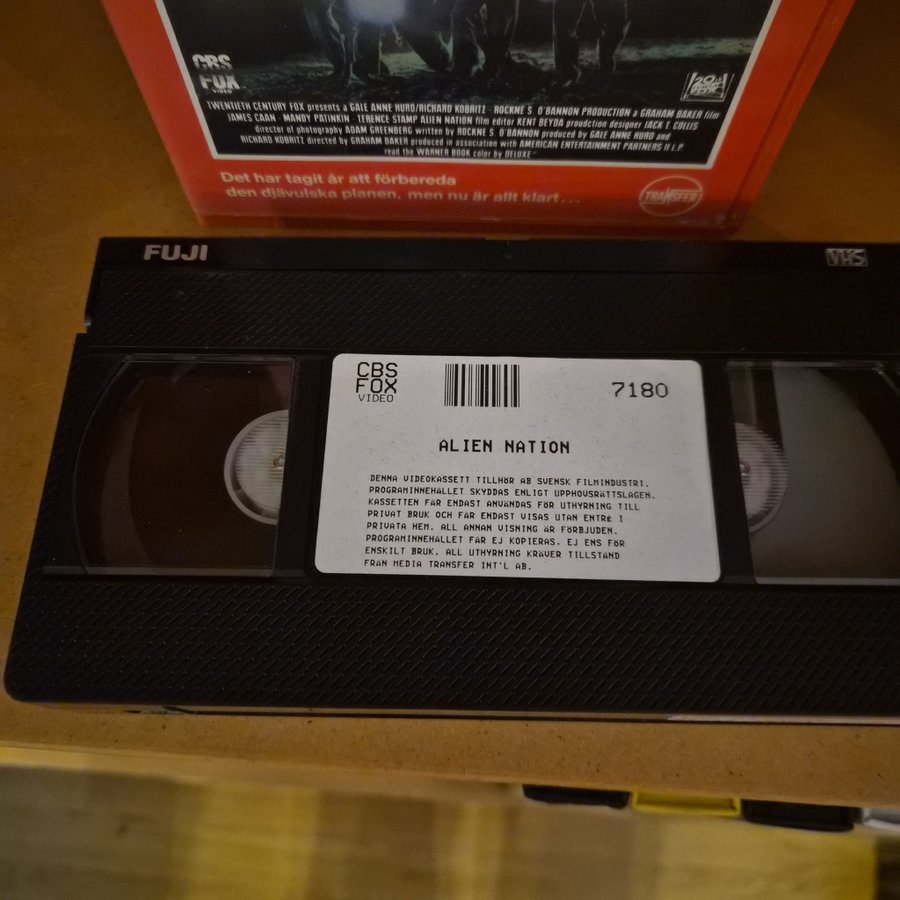 CBS
FOX
VIDEO
20th
TWENTIETH CENTURY FOX presents a GALE ANNE HURD/RICHARD KOBRITZ - ROCKNE S. O'BANNON PRODUCTION a GRAHAM BAKER film
JAMES CAAN · MANDY PATINKIN · TERENCE STAMP ALIEN NATION film editor KENT BEYDA production designer JACK T. COLLIS
director of photography ADAM GREENBERG written by ROCKNE S. O'BANNON produced by GALE ANNE HURD and
RICHARD KOBRITZ directed by GRAHAM BAKER produced in association with AMERICAN ENTERTAINMENT PARTNERS II L.P.
read the WARNER BOOK color by DELUXE
Det har tagit år att förbereda
den djävulska planen, men nu är allt klart...
TRANSFER
FUJI
VHS
CBS
FOX
VIDEO
7180
ALIEN NATION
DENNA VIDEOKASSETT TILLHÖR AB SVENSK FILMINDUSTRI.
PROGRAMINNEHÅLLET SKYDDAS ENLIGT UPPHOVSRÄTTSLAGEN.
KASSETTEN FÅR ENDAST ANVÄNDAS FÖR UTHYRNING TILL
PRIVAT BRUK OCH FÅR ENDAST VISAS UTAN ENTRÉ I
PRIVATA HEM. ALL ANNAN VISNING ÄR FÖRBJUDEN.
PROGRAMINNEHÅLLET FÅR EJ KOPIERAS, EJ ENS FÖR
ENSKILT BRUK. ALL UTHYRNING KRÄVER TILLSTÅND
FRÅN MEDIA TRANSFER INT'L AB.